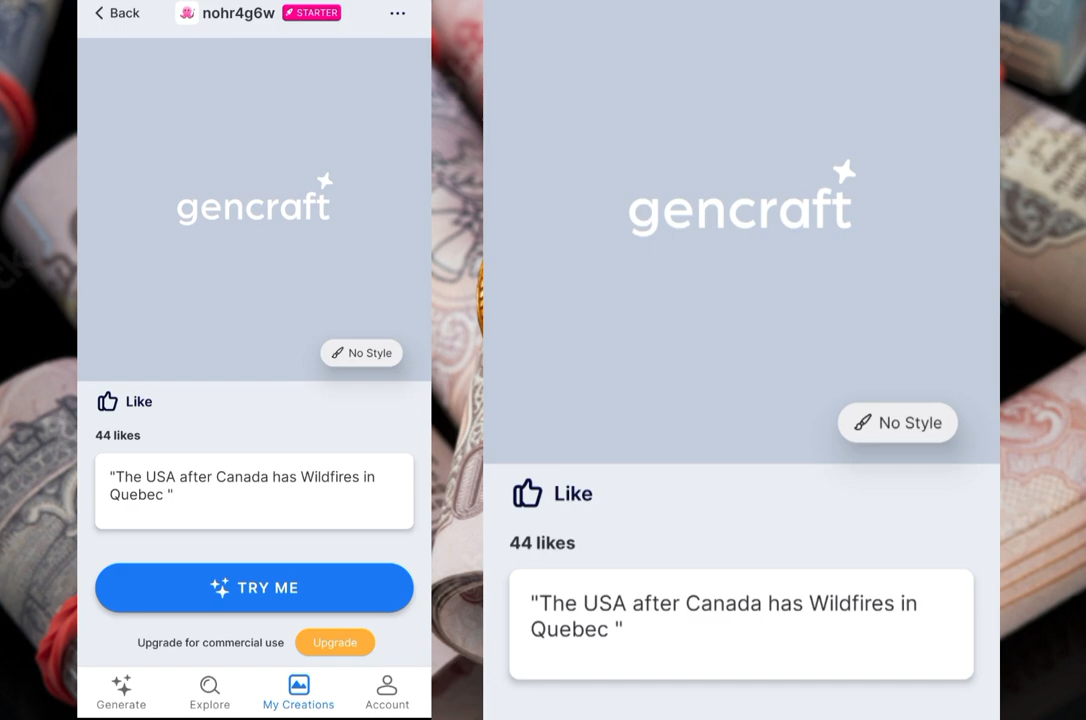 Back
nohr4g6w
STARTER
gencraft
No Style
Like
44 likes
"The USA after Canada has Wildfires in
Quebec "
TRY ME
Upgrade for commercial use
Upgrade
Generate
Explore
My Creations
Account
gencraft
No Style
Like
44 likes
"The USA after Canada has Wildfires in
Quebec "